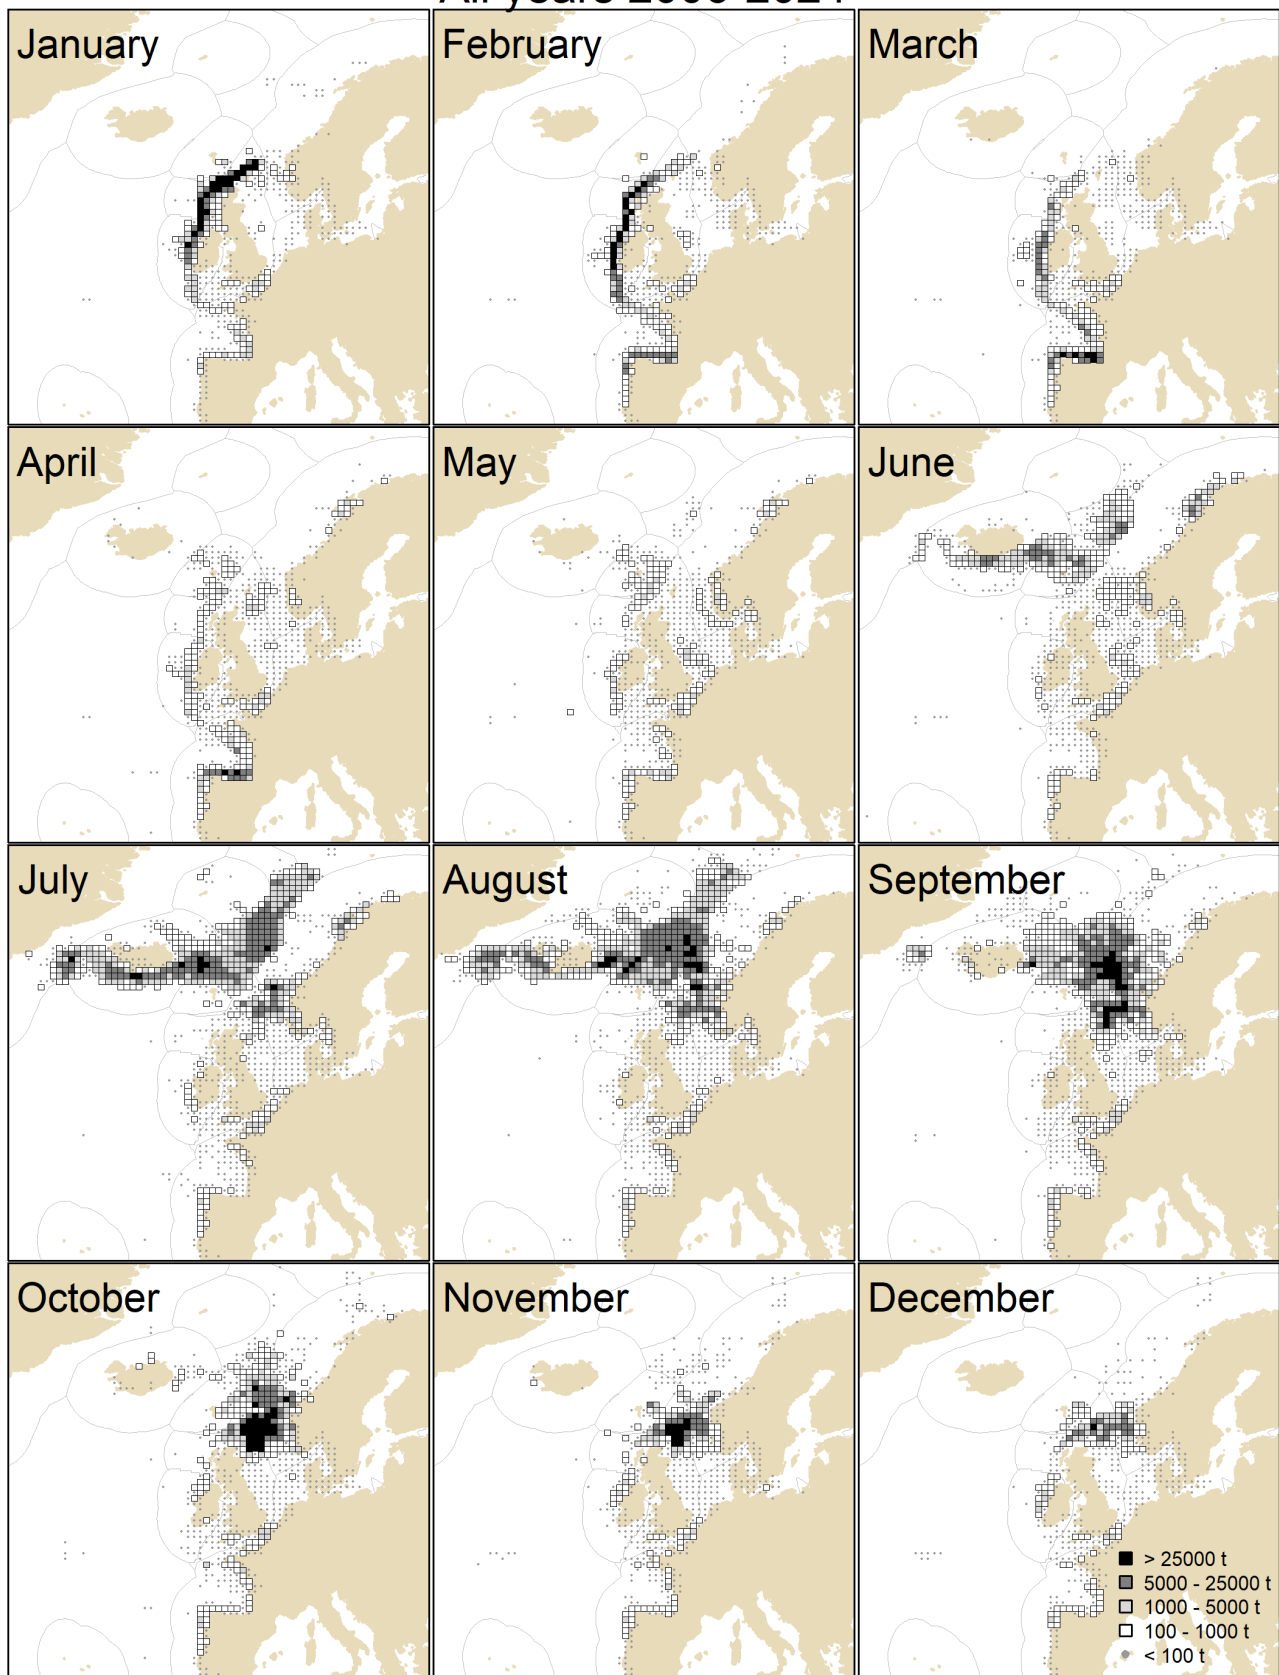 January
February
March
April
May
June
July
August
September
October
November
December
> 25000 t
5000 - 25000 t
1000 - 5000 t
100 - 1000 t
< 100 t